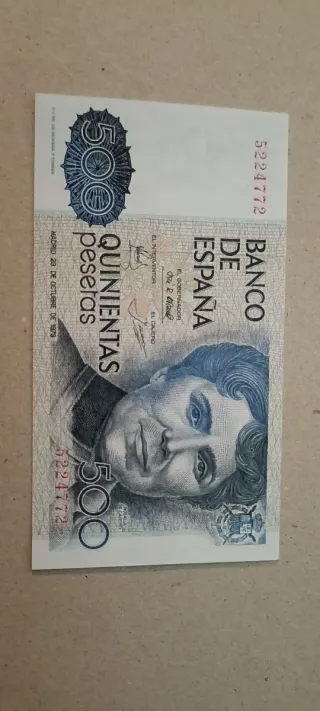 5224772
BANCO
DE
ESPAÑA
EL GOBERNADOR
EL INTERVENTOR
EL CAJERO
500
QUINIENTAS
pesetas
MADRID 23 DE OCTUBRE DE 1979
5224772
500